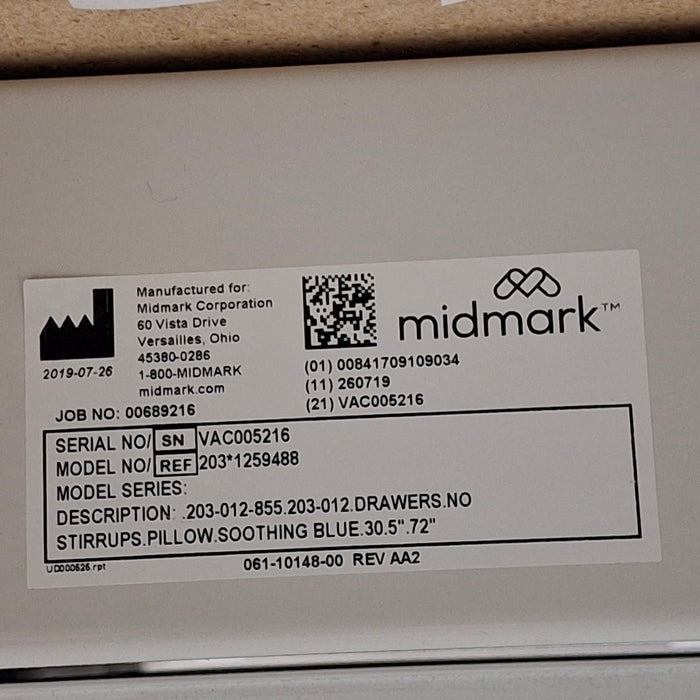 Manufactured for:
Midmark Corporation
60 Vista Drive
Versailles, Ohio
45380-0286
1-800-MIDMARK
midmark.com
2019-07-26
JOB NO: 00689216
(01) 00841709109034
(11) 260719
(21) VAC005216
midmark™
SERIAL NO/ SN VAC005216
MODEL NO/ REF 203*1259488
MODEL SERIES:
DESCRIPTION: .203-012-855.203-012.DRAWERS.NO
STIRRUPS.PILLOW.SOOTHING BLUE.30.5".72"
UD000526.rpt
061-10148-00 REV AA2